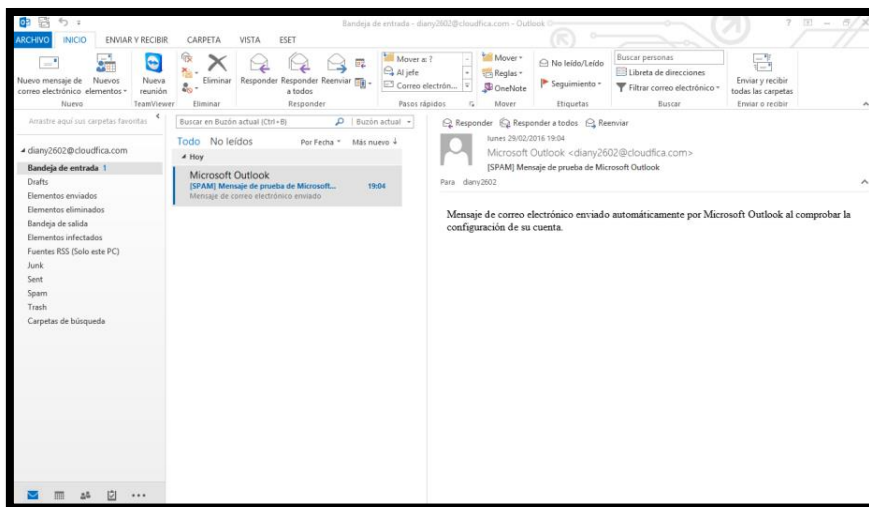 Bandeja de entrada - diany2602@cloudfica.com - Outlook
ARCHIVO INICIO ENVIAR Y RECIBIR CARPETA VISTA ESET
Nuevo mensaje de correo electrónico
Nuevos elementos
Nuevo
Nueva reunión
TeamViewer
Eliminar
Eliminar
Responder
Responder a todos
Reenviar
Responder
Mover a: ?
Al jefe
Correo electrón...
Pasos rápidos
Mover
Reglas
OneNote
Mover
No leído/Leído
Seguimiento
Etiquetas
Buscar personas
Libreta de direcciones
Filtrar correo electrónico
Buscar
Enviar y recibir todas las carpetas
Enviar o recibir
Arrastre aquí sus carpetas favoritas
diany2602@cloudfica.com
Bandeja de entrada 1
Drafts
Elementos enviados
Elementos eliminados
Bandeja de salida
Elementos infectados
Fuentes RSS (Solo este PC)
Junk
Sent
Spam
Trash
Carpetas de búsqueda
Buscar en Buzón actual (Ctrl+B) Buzón actual
Todo No leídos Por Fecha Más nuevo
Hoy
Microsoft Outlook
[SPAM] Mensaje de prueba de Microsoft... 19:04
Mensaje de correo electrónico enviado
Responder Responder a todos Reenviar
lunes 29/02/2016 19:04
Microsoft Outlook <diany2602@cloudfica.com>
[SPAM] Mensaje de prueba de Microsoft Outlook
Para diany2602
Mensaje de correo electrónico enviado automáticamente por Microsoft Outlook al comprobar la
configuración de su cuenta.